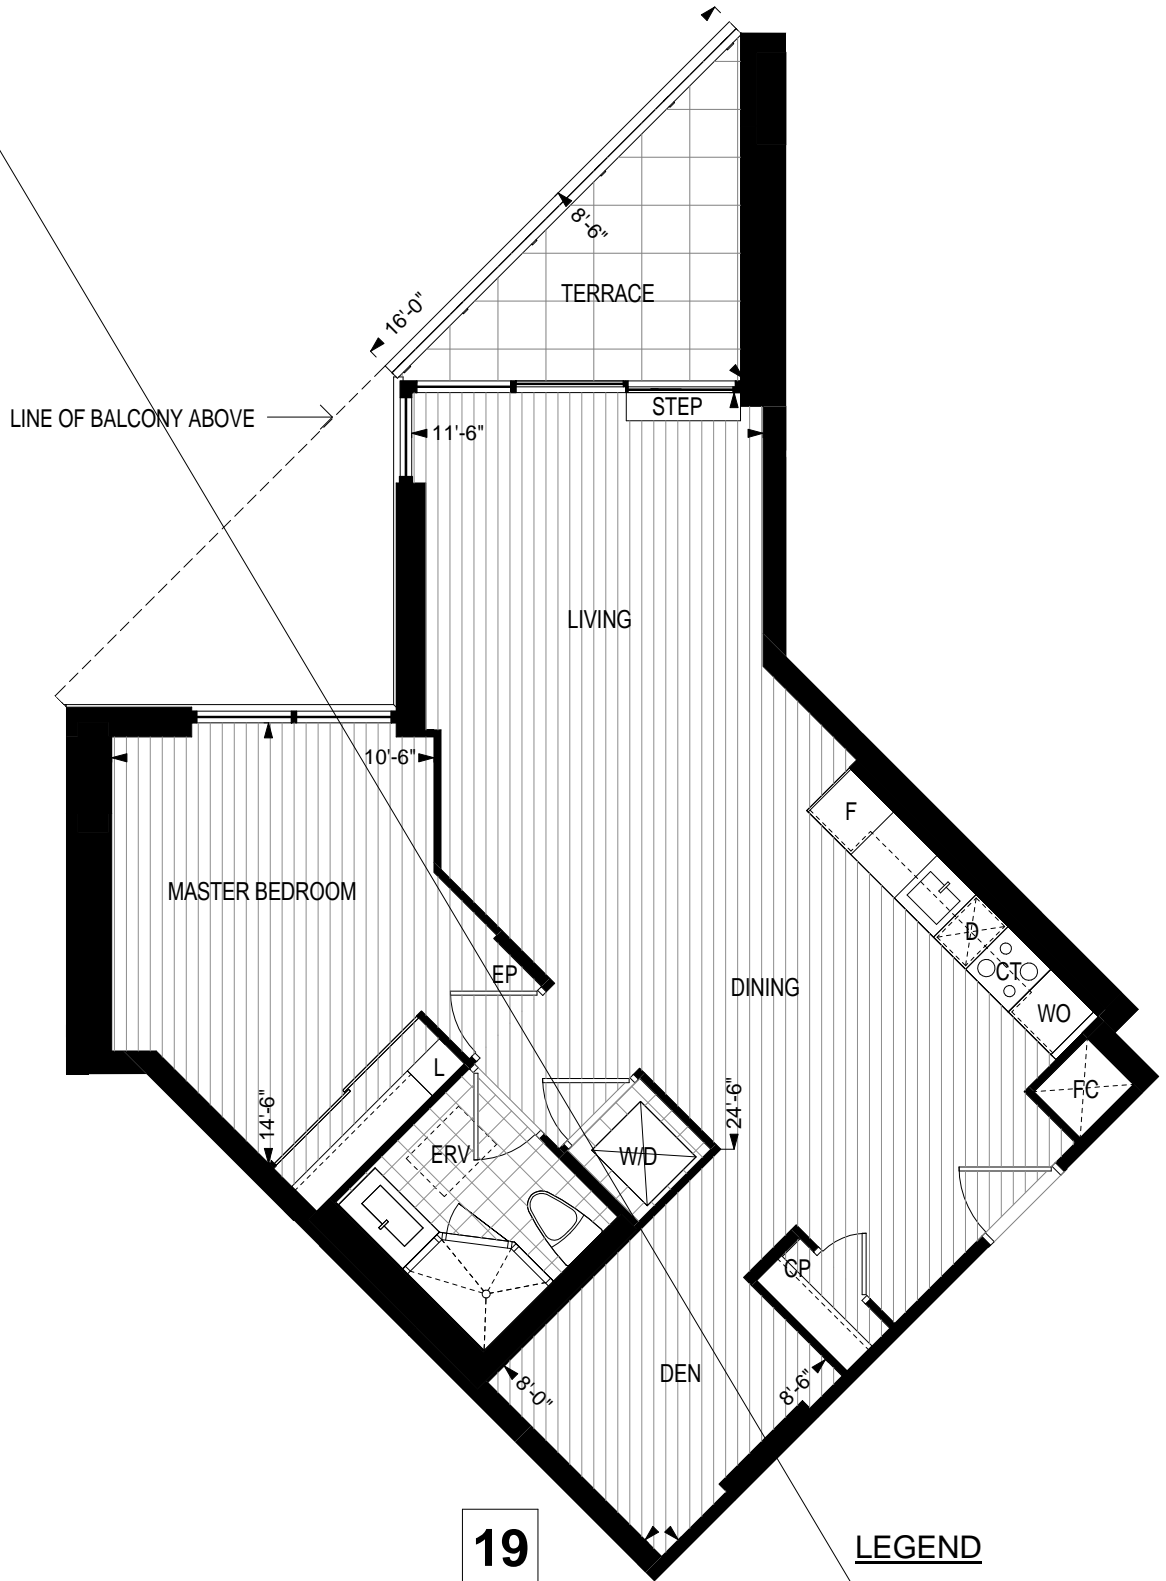 8'-6"
TERRACE
16'-0"
LINE OF BALCONY ABOVE
STEP
11'-6"
LIVING
10'-6"
F
MASTER BEDROOM
D
EP
CT
DINING
WO
L
FC
14'-6"
24'-6"
ERV
W/D
CP
DEN
8'-0"
8'-6"
19
LEGEND